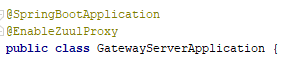 @SpringBootApplication
@EnableZuulProxy
public class GatewayServerApplication {